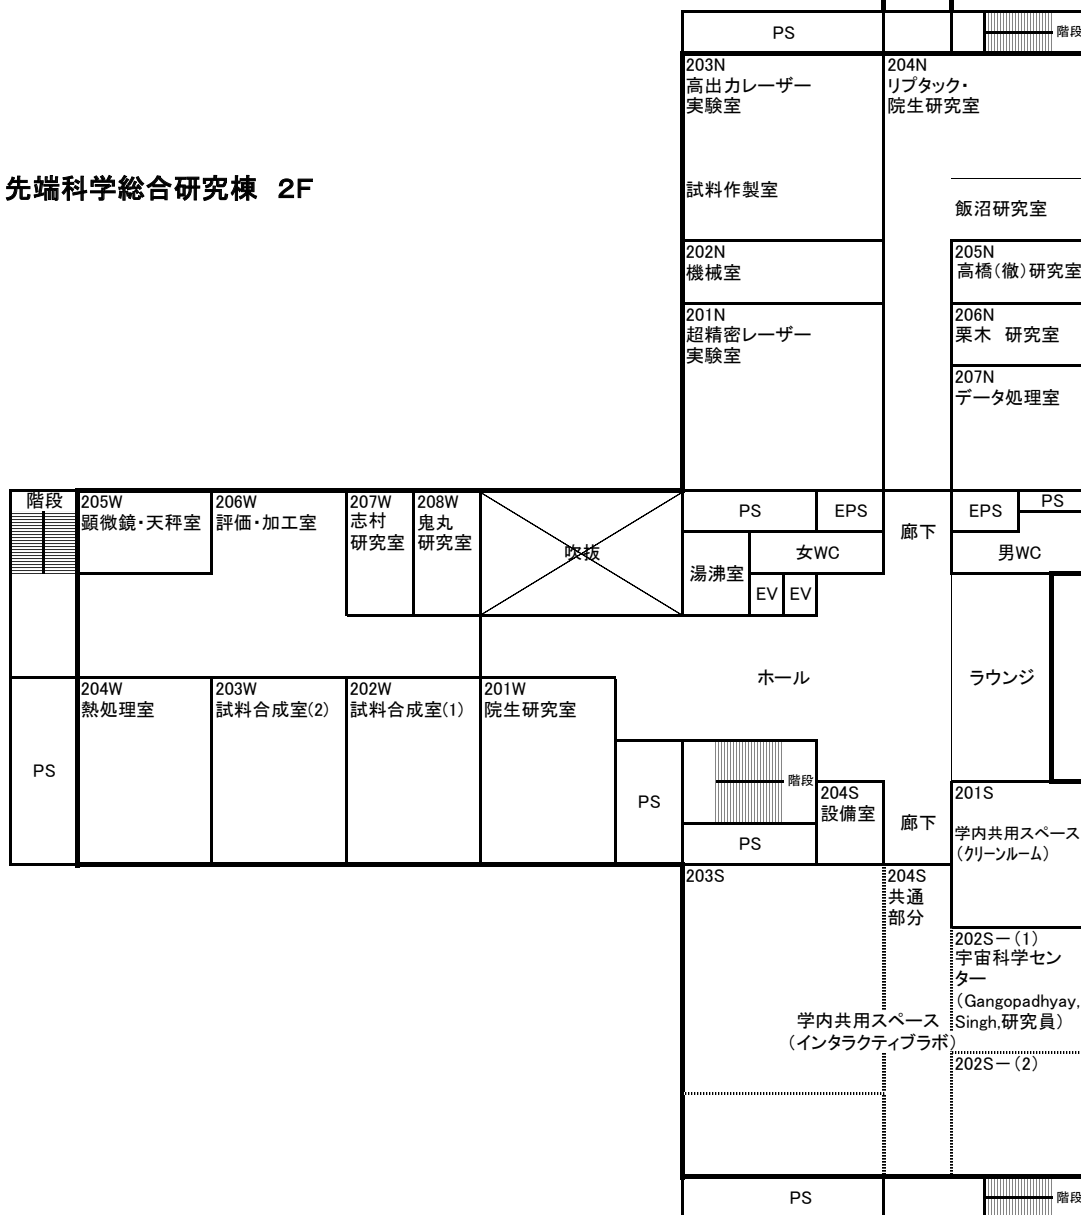 PS
階段
203N
高出力レーザー
実験室
204N
リプタック・
院生研究室
先端科学総合研究棟 2F
試料作製室
飯沼研究室
202N
機械室
205N
高橋(徹)研究室
201N
超精密レーザー
実験室
206N
栗木 研究室
207N
データ処理室
階段
205W
顕微鏡・天秤室
206W
評価・加工室
207W
志村
研究室
208W
鬼丸
研究室
吹抜
PS
EPS
廊下
EPS
PS
湯沸室
女WC
男WC
EV
EV
ホール
ラウンジ
204W
熱処理室
203W
試料合成室(2)
202W
試料合成室(1)
201W
院生研究室
PS
PS
階段
PS
204S
設備室
廊下
201S
学内共用スペース
(クリーンルーム)
203S
204S
共通
部分
202S-(1)
宇宙科学セン
ター
(Gangopadhyay,
Singh,研究員)
学内共用スペース
(インタラクティブラボ)
202S-(2)
PS
階段